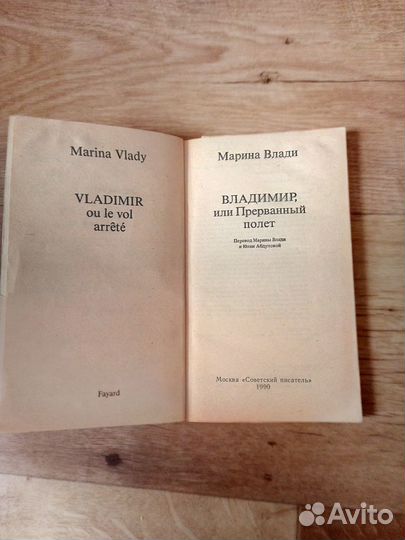 Marina Vlady
VLADIMIR
ou le vol
arrêté
Fayard
Марина Влади
ВЛАДИМИР,
или Прерванный
полет
Перевод Марины Влади
и Юлии Абдуловой
Москва «Советский писатель»
1990
Avito